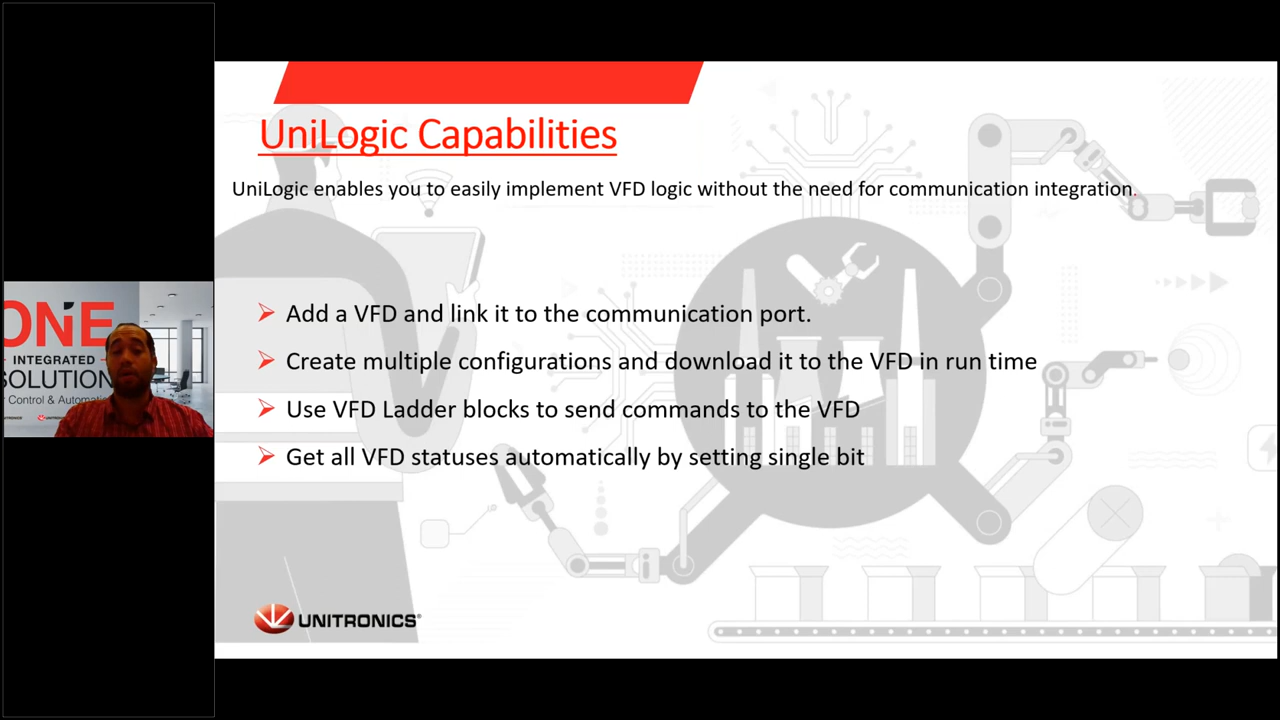 UniLogic Capabilities
UniLogic enables you to easily implement VFD logic without the need for communication integration.
Add a VFD and link it to the communication port.
Create multiple configurations and download it to the VFD in run time
Use VFD Ladder blocks to send commands to the VFD
Get all VFD statuses automatically by setting single bit
UNITRONICS®
ONE
INTEGRATED
SOLUTION
Control & Automati